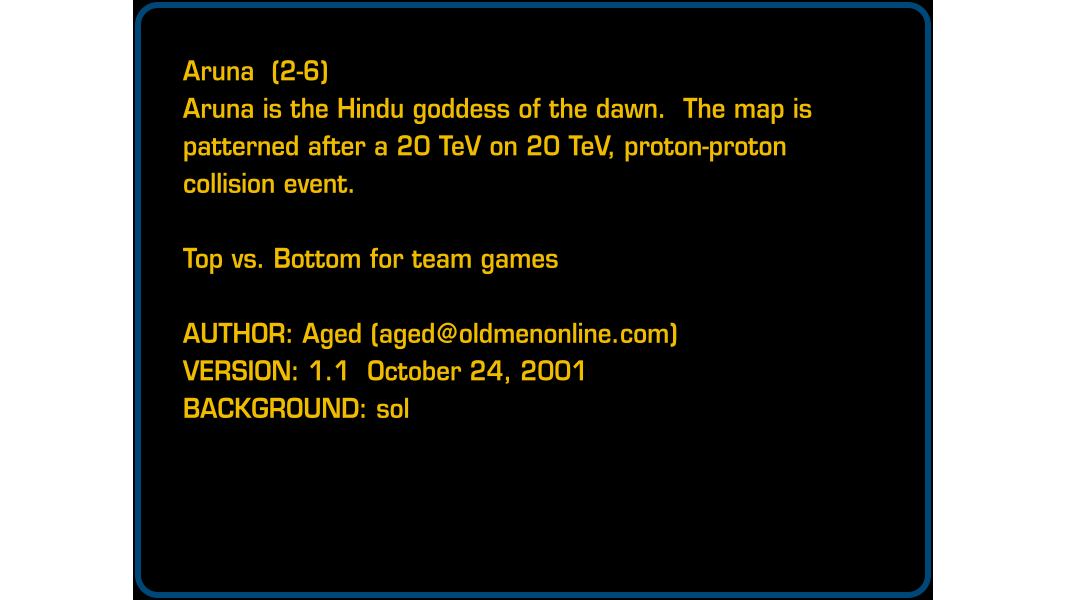 Aruna  (2-6)
Aruna is the Hindu goddess of the dawn.  The map is
patterned after a 20 TeV on 20 TeV, proton-proton
collision event.

Top vs. Bottom for team games

AUTHOR: Aged (aged@oldmenonline.com)
VERSION: 1.1  October 24, 2001
BACKGROUND: sol